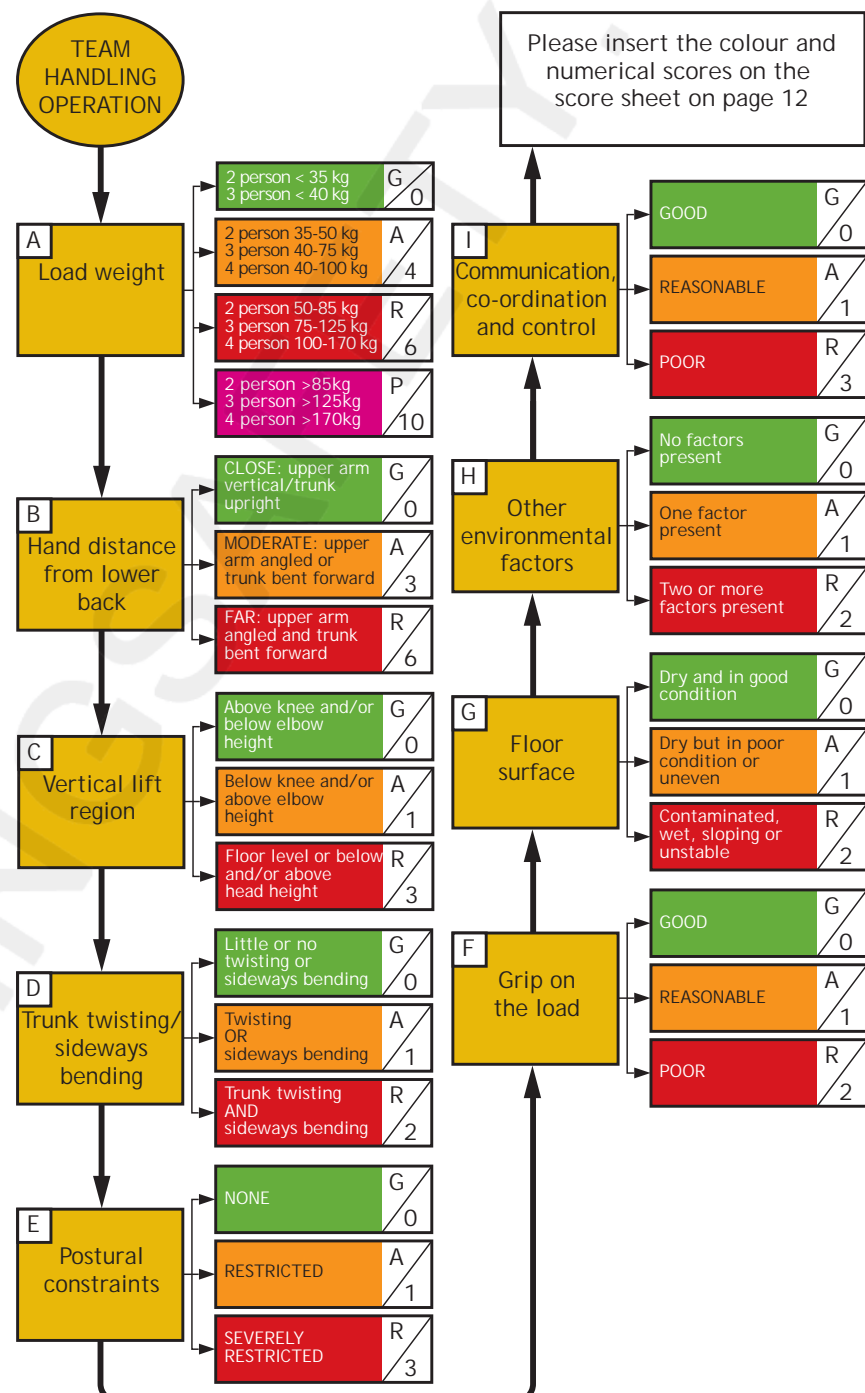 TEAM
HANDLING
OPERATION
A
Load weight
2 person < 35 kg
3 person < 40 kg
G
0
2 person 35-50 kg
3 person 40-75 kg
4 person 40-100 kg
A
4
2 person 50-85 kg
3 person 75-125 kg
4 person 100-170 kg
R
6
2 person >85kg
3 person >125kg
4 person >170kg
P
10
B
Hand distance
from lower
back
CLOSE: upper arm
vertical/trunk
upright
G
0
MODERATE: upper
arm angled or
trunk bent forward
A
3
FAR: upper arm
angled and trunk
bent forward
R
6
C
Vertical lift
region
Above knee and/or
below elbow
height
G
0
Below knee and/or
above elbow
height
A
1
Floor level or below
and/or above
head height
R
3
D
Trunk twisting/
sideways
bending
Little or no
twisting or
sideways bending
G
0
Twisting
OR
sideways bending
A
1
Trunk twisting
AND
sideways bending
R
2
E
Postural
constraints
NONE
G
0
RESTRICTED
A
1
SEVERELY
RESTRICTED
R
3
F
Grip on
the load
GOOD
G
0
REASONABLE
A
1
POOR
R
2
G
Floor
surface
Dry and in good
condition
G
0
Dry but in poor
condition or
uneven
A
1
Contaminated,
wet, sloping or
unstable
R
2
H
Other
environmental
factors
No factors
present
G
0
One factor
present
A
1
Two or more
factors present
R
2
I
Communication,
co-ordination
and control
GOOD
G
0
REASONABLE
A
1
POOR
R
3
Please insert the colour and
numerical scores on the
score sheet on page 12